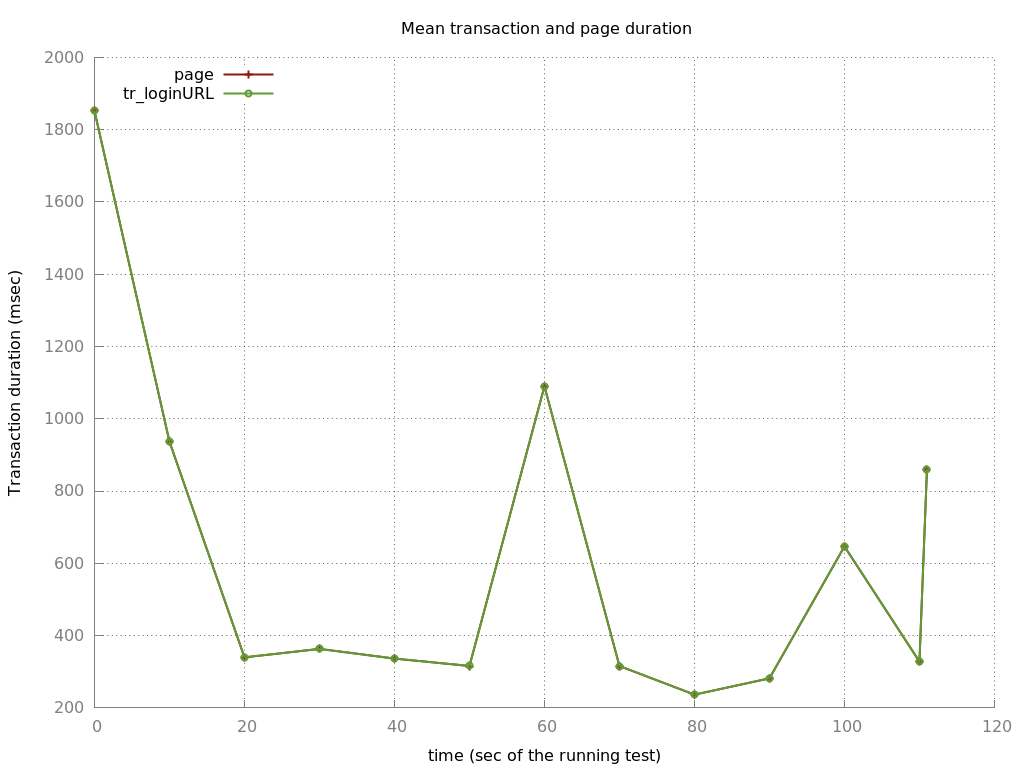 Mean transaction and page duration
2000
1800
1600
1400
1200
1000
800
600
400
200
page
tr_loginURL
Transaction duration (msec)
0 20 40 60 80 100 120
time (sec of the running test)